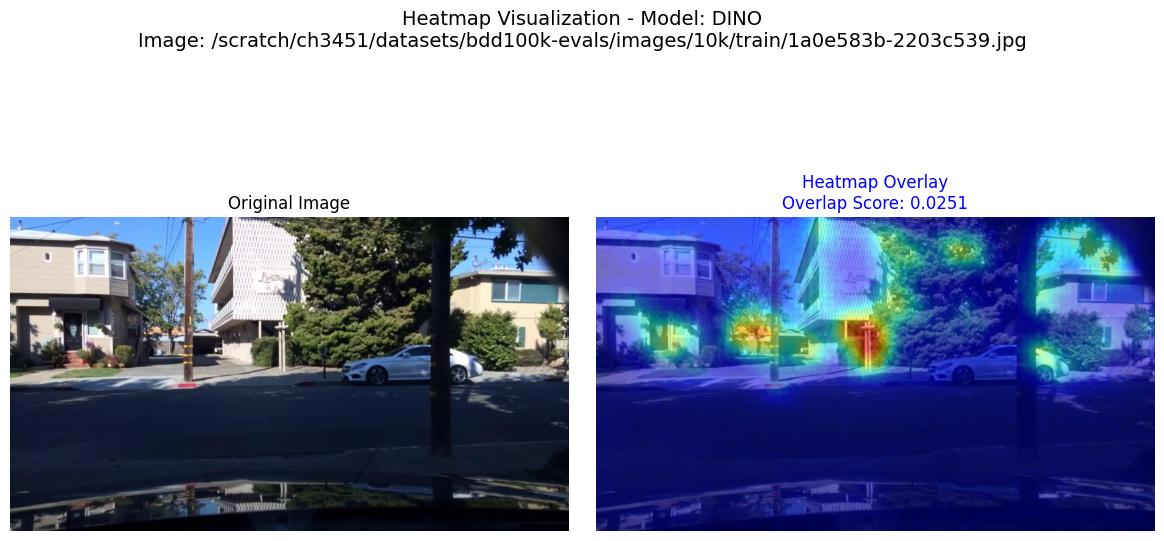 Heatmap Visualization - Model: DINO
Image: /scratch/ch3451/datasets/bdd100k-evals/images/10k/train/1a0e583b-2203c539.jpg
Original Image
Heatmap Overlay
Overlap Score: 0.0251